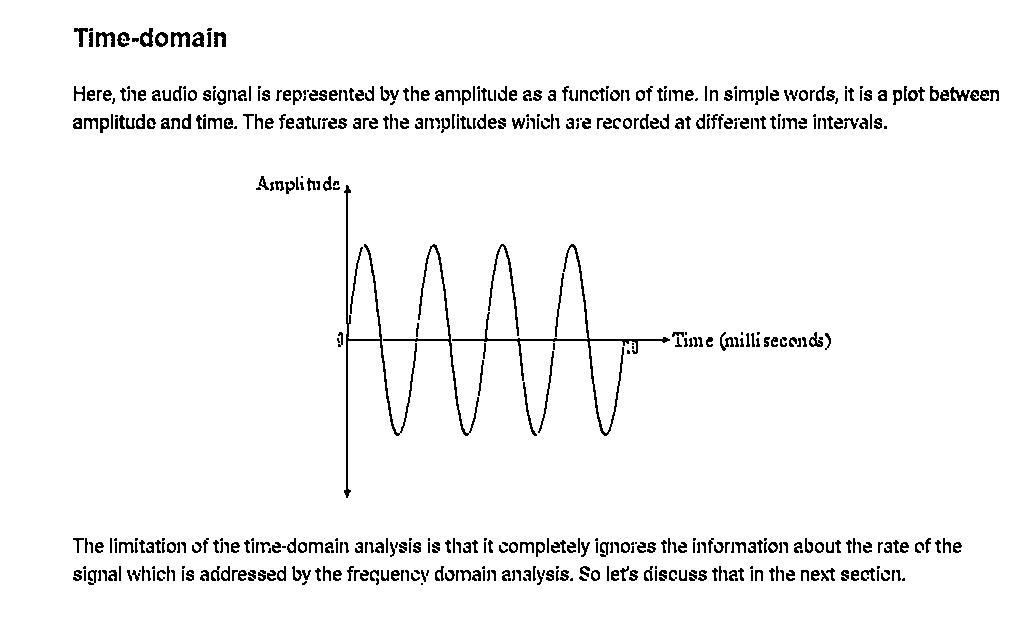 Time-domain
Here, the audio signal is represented by the amplitude as a function of time. In simple words, it is a plot between
amplitude and time. The features are the amplitudes which are recorded at different time intervals.
Amplitude
0
Time (milliseconds)
The limitation of the time-domain analysis is that it completely ignores the information about the rate of the
signal which is addressed by the frequency domain analysis. So let's discuss that in the next section.